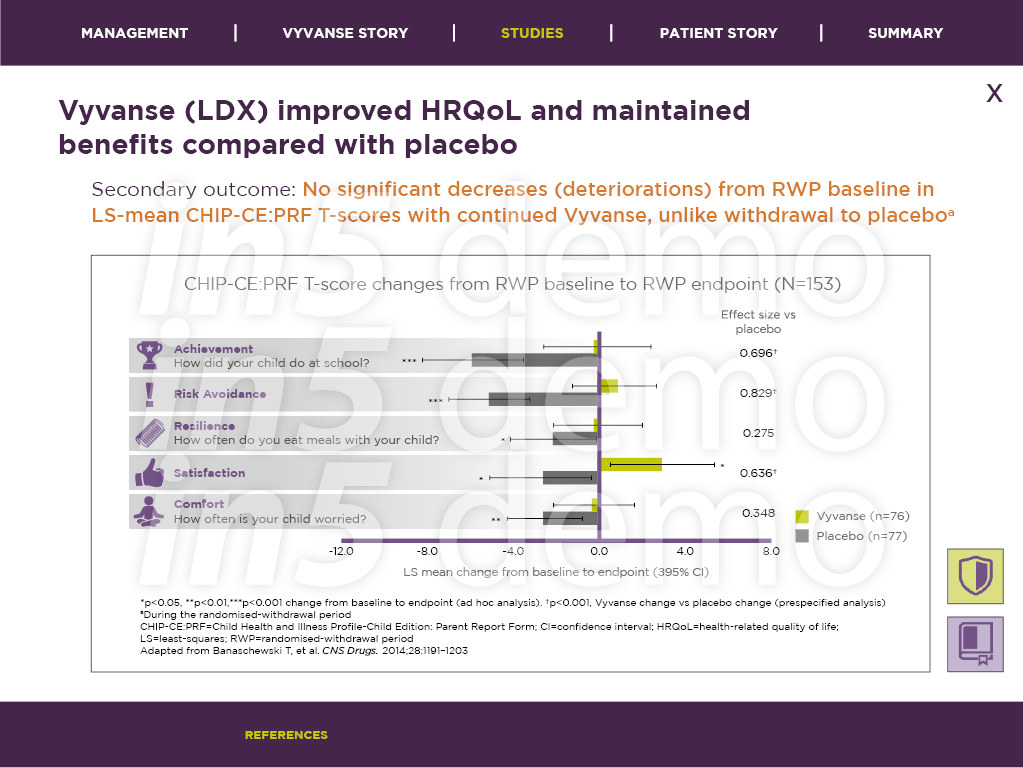 MANAGEMENT | VYVANSE STORY | STUDIES | PATIENT STORY | SUMMARY
X
Vyvanse (LDX) improved HRQoL and maintained
benefits compared with placebo
Secondary outcome: No significant decreases (deteriorations) from RWP baseline in
LS-mean CHIP-CE:PRF T-scores with continued Vyvanse, unlike withdrawal to placeboᵃ
CHIP-CE:PRF T-score changes from RWP baseline to RWP endpoint (N=153)
Effect size vs
placebo
Achievement
How did your child do at school?
***
0.696†
Risk Avoidance
***
0.829†
Resilience
How often do you eat meals with your child?
*
0.275
Satisfaction
*
*
0.636†
Comfort
How often is your child worried?
**
0.348
Vyvanse (n=76)
Placebo (n=77)
-12.0 -8.0 -4.0 0.0 4.0 8.0
LS mean change from baseline to endpoint (395% CI)
*p<0.05, **p<0.01,***p<0.001 change from baseline to endpoint (ad hoc analysis). †p<0.001, Vyvanse change vs placebo change (prespecified analysis)
ᵃDuring the randomised-withdrawal period
CHIP-CE:PRF=Child Health and Illness Profile-Child Edition: Parent Report Form; CI=confidence interval; HRQoL=health-related quality of life;
LS=least-squares; RWP=randomised-withdrawal period
Adapted from Banaschewski T, et al. CNS Drugs. 2014;28:1191–1203
in5 demo
in5 demo
in5 demo
REFERENCES